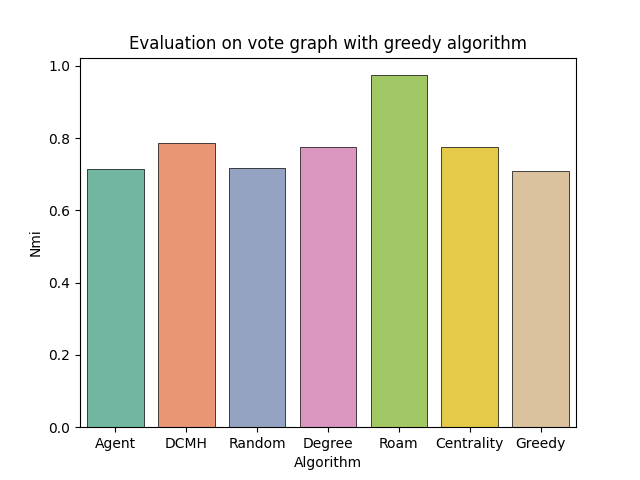 Evaluation on vote graph with greedy algorithm
1.0
0.8
0.6
0.4
0.2
0.0
Nmi
Agent DCMH Random Degree Roam Centrality Greedy
Algorithm